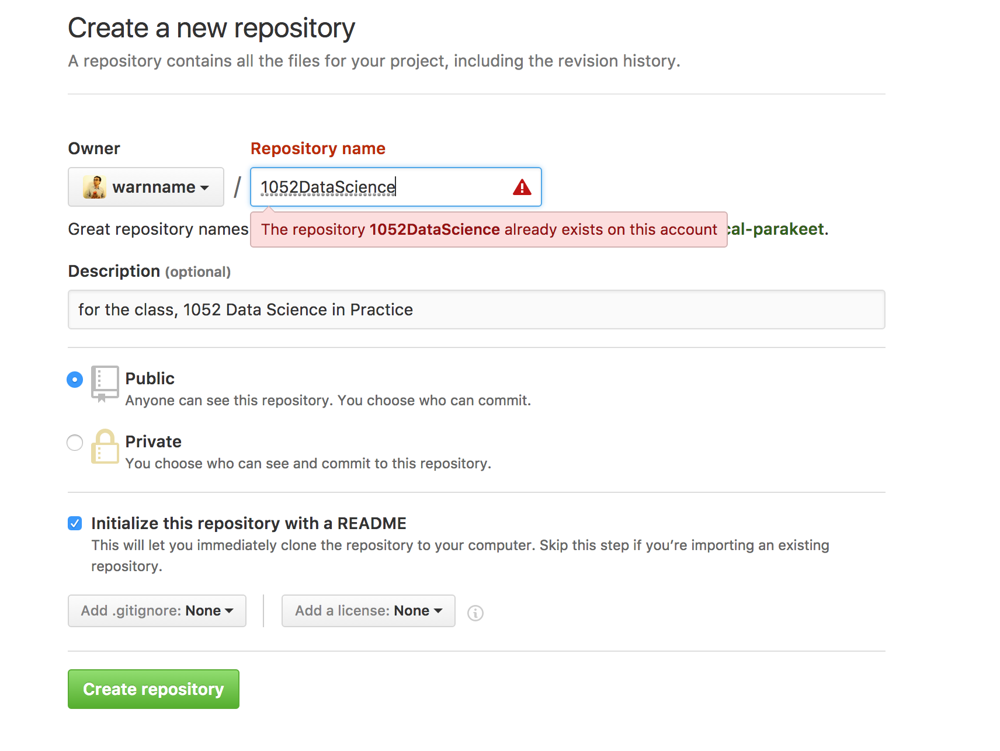 Create a new repository
A repository contains all the files for your project, including the revision history.
Owner
Repository name
warnname / 1052DataScience
Great repository names
The repository 1052DataScience already exists on this account
cal-parakeet.
Description (optional)
for the class, 1052 Data Science in Practice
Public
Anyone can see this repository. You choose who can commit.
Private
You choose who can see and commit to this repository.
Initialize this repository with a README
This will let you immediately clone the repository to your computer. Skip this step if you’re importing an existing
repository.
Add .gitignore: None
Add a license: None
Create repository